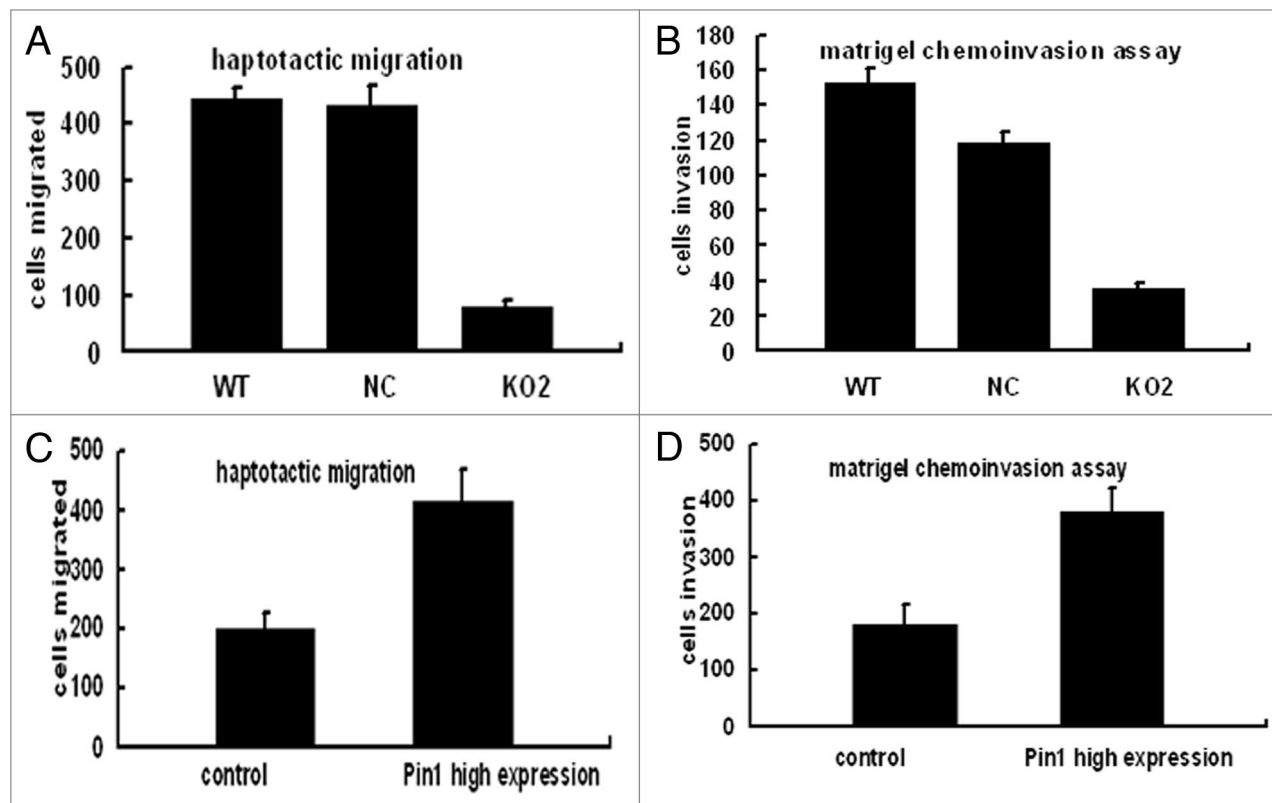 A
haptotactic migration
cells migrated
500
400
300
200
100
0
WT NC KO2
B
matrigel chemoinvasion assay
cells invasion
180
160
140
120
100
80
60
40
20
0
WT NC KO2
C
haptotactic migration
cells migrated
500
400
300
200
100
0
control Pin1 high expression
D
matrigel chemoinvasion assay
cells invasion
500
400
300
200
100
0
control Pin1 high expression